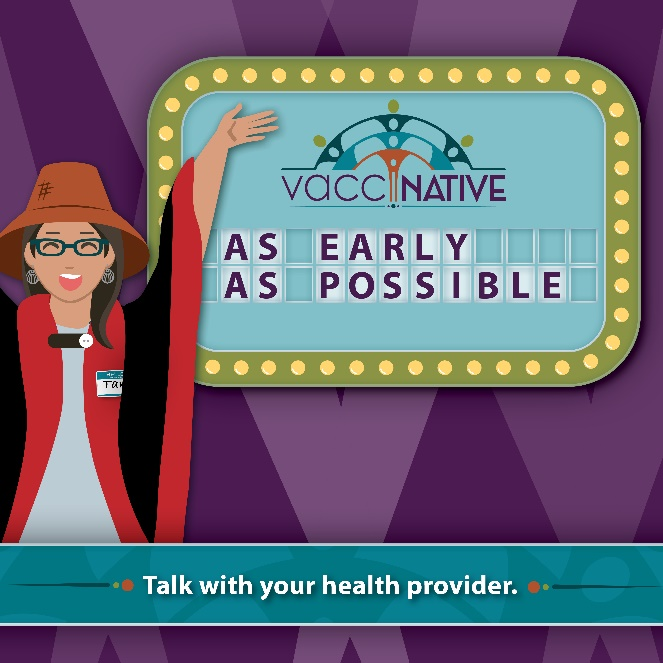 vaccINATIVE
AS EARLY
AS POSSIBLE
Talk with your health provider.